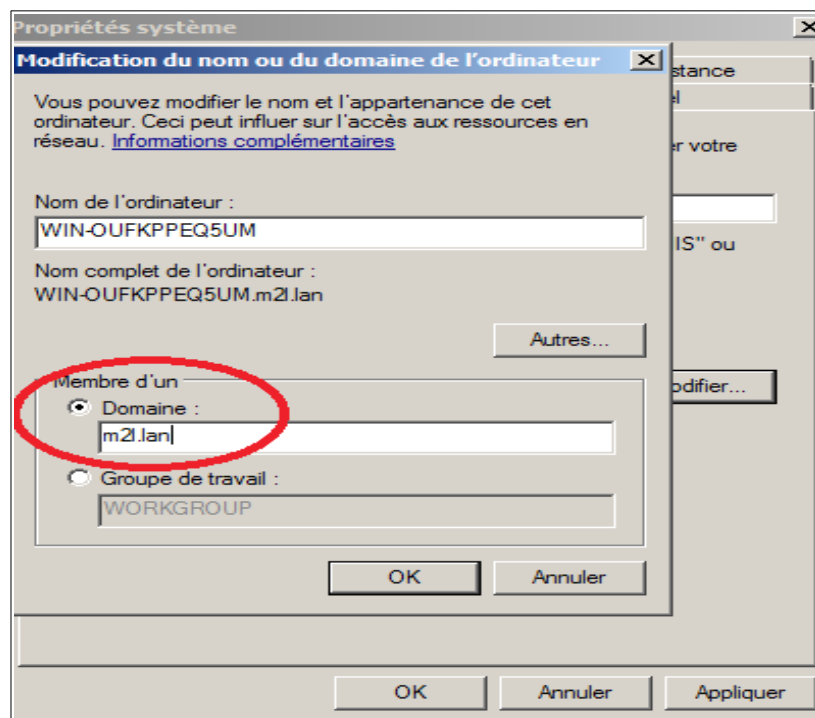 Propriétés système
Modification du nom ou du domaine de l'ordinateur
stance
el
Vous pouvez modifier le nom et l'appartenance de cet
ordinateur. Ceci peut influer sur l'accès aux ressources en
réseau. Informations complémentaires
er votre
Nom de l'ordinateur :
WIN-OUFKPPEQ5UM
IS" ou
Nom complet de l'ordinateur :
WIN-OUFKPPEQ5UM.m2l.lan
Autres...
Membre d'un
odifier...
Domaine :
m2l.lan
Groupe de travail :
WORKGROUP
OK Annuler
OK Annuler Appliquer